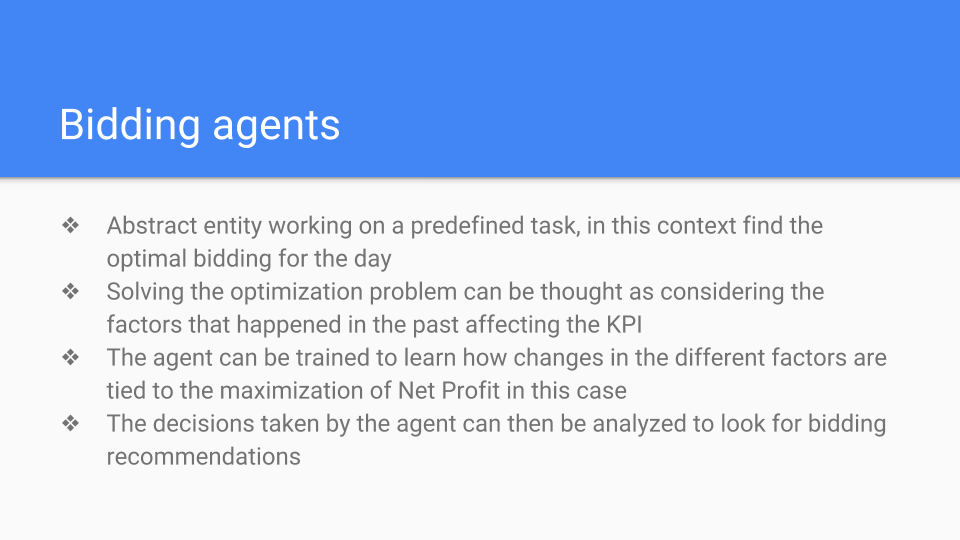 Bidding agents
❖ Abstract entity working on a predefined task, in this context find the
optimal bidding for the day
❖ Solving the optimization problem can be thought as considering the
factors that happened in the past affecting the KPI
❖ The agent can be trained to learn how changes in the different factors are
tied to the maximization of Net Profit in this case
❖ The decisions taken by the agent can then be analyzed to look for bidding
recommendations